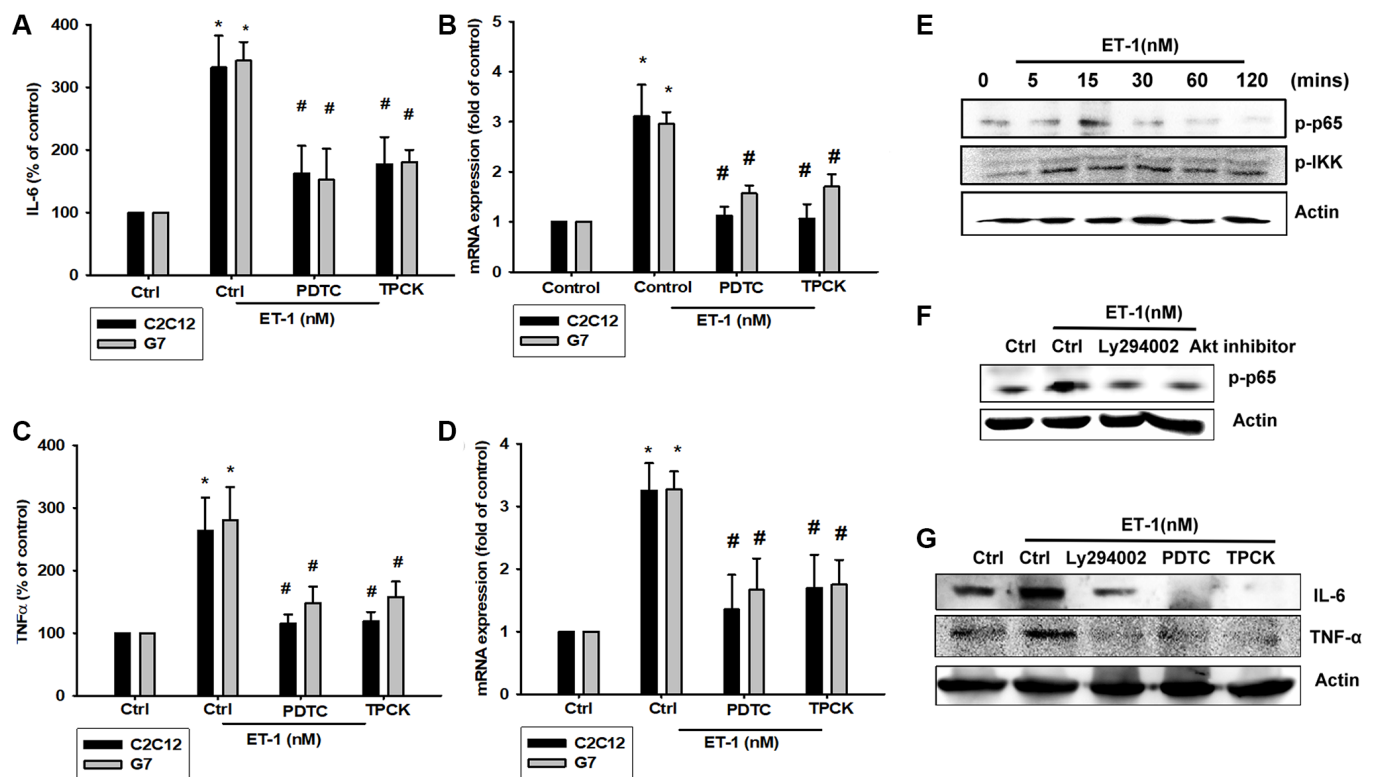 A
IL-6 (% of control)
400
300
200
100
0
* *
# #
# #
Ctrl Ctrl PDTC TPCK
ET-1 (nM)
C2C12
G7
B
mRNA expression (fold of control)
5
4
3
2
1
0
* *
# #
# #
Control Control PDTC TPCK
ET-1 (nM)
C2C12
G7
C
TNFα (% of control)
400
300
200
150
100
0
* *
# #
# #
Ctrl Ctrl PDTC TPCK
ET-1 (nM)
C2C12
G7
D
mRNA expression (fold of control)
4
3
2
1
0
* *
# #
# #
Ctrl Ctrl PDTC TPCK
ET-1 (nM)
C2C12
G7
E
ET-1(nM)
0 5 15 30 60 120 (mins)
p-p65
p-IKK
Actin
F
ET-1(nM)
Ctrl Ctrl Ly294002 Akt inhibitor
p-p65
Actin
G
ET-1(nM)
Ctrl Ctrl Ly294002 PDTC TPCK
IL-6
TNF-α
Actin